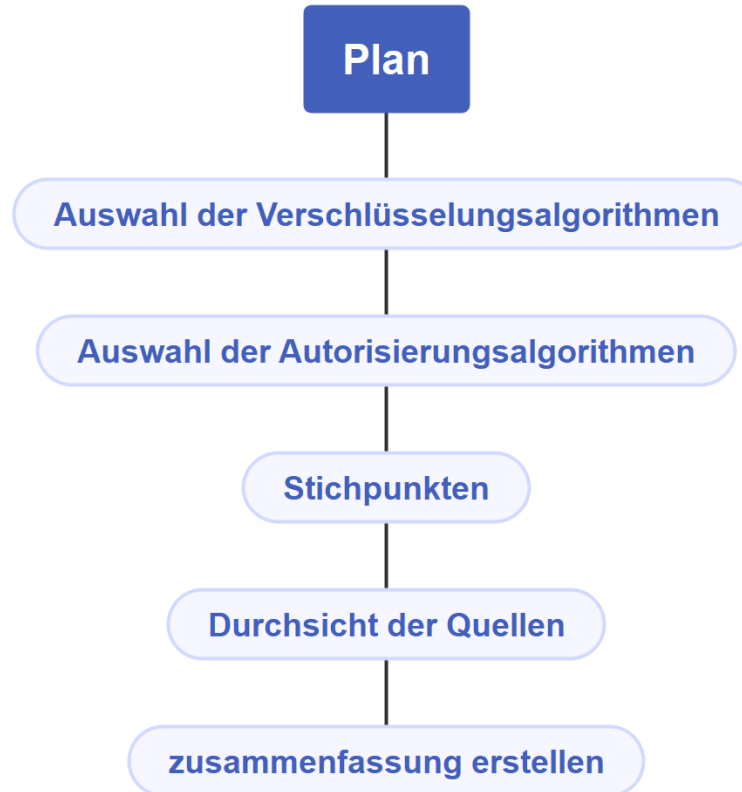 Plan
Auswahl der Verschlüsselungsalgorithmen
Auswahl der Autorisierungsalgorithmen
Stichpunkten
Durchsicht der Quellen
zusammenfassung erstellen